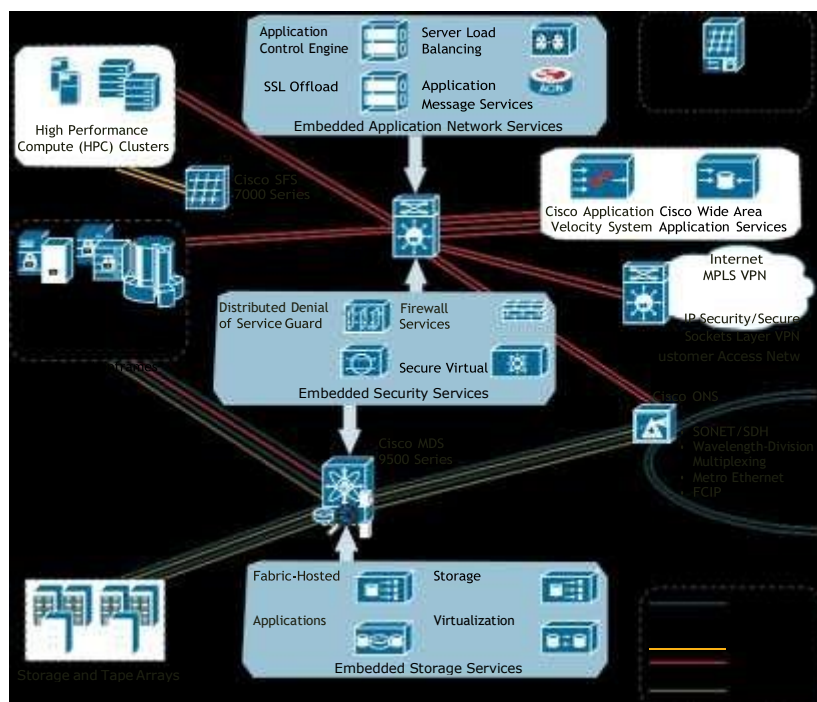 Application
Control Engine
Server Load
Balancing
SSL Offload
Application
Message Services
AON
Embedded Application Network Services
High Performance
Compute (HPC) Clusters
Cisco SFS
7000 Series
Cisco Application
Velocity System
Cisco Wide Area
Application Services
Internet
MPLS VPN
IP Security/Secure
Sockets Layer VPN
ustomer Access Netw
Distributed Denial
of Service Guard
Firewall
Services
Secure Virtual
Embedded Security Services
Cisco ONS
SONET/SDH
Wavelength-Division
Multiplexing
Metro Ethernet
FCIP
Cisco MDS
9500 Series
Fabric-Hosted
Applications
Storage
Virtualization
Embedded Storage Services
Storage and Tape Arrays